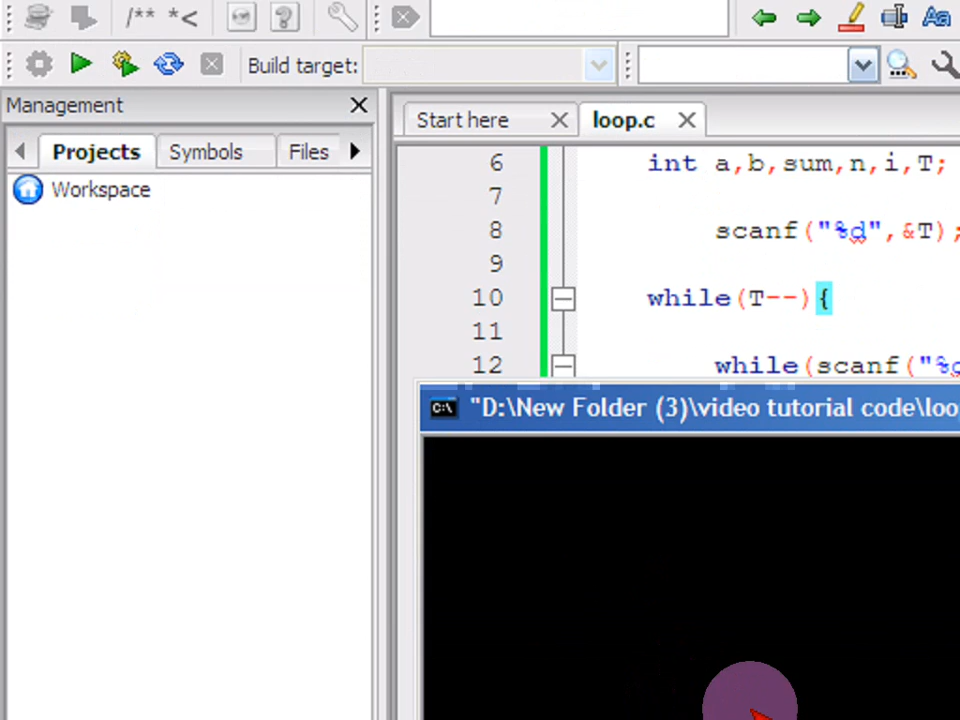 /** *<
Build target:
Management
Projects Symbols Files
Workspace
Start here loop.c
6 int a,b,sum,n,i,T;
7
8 scanf("%d",&T);
9
10 while(T--){
11
12 while(scanf("%
"D:\New Folder (3)\video tutorial code\loo